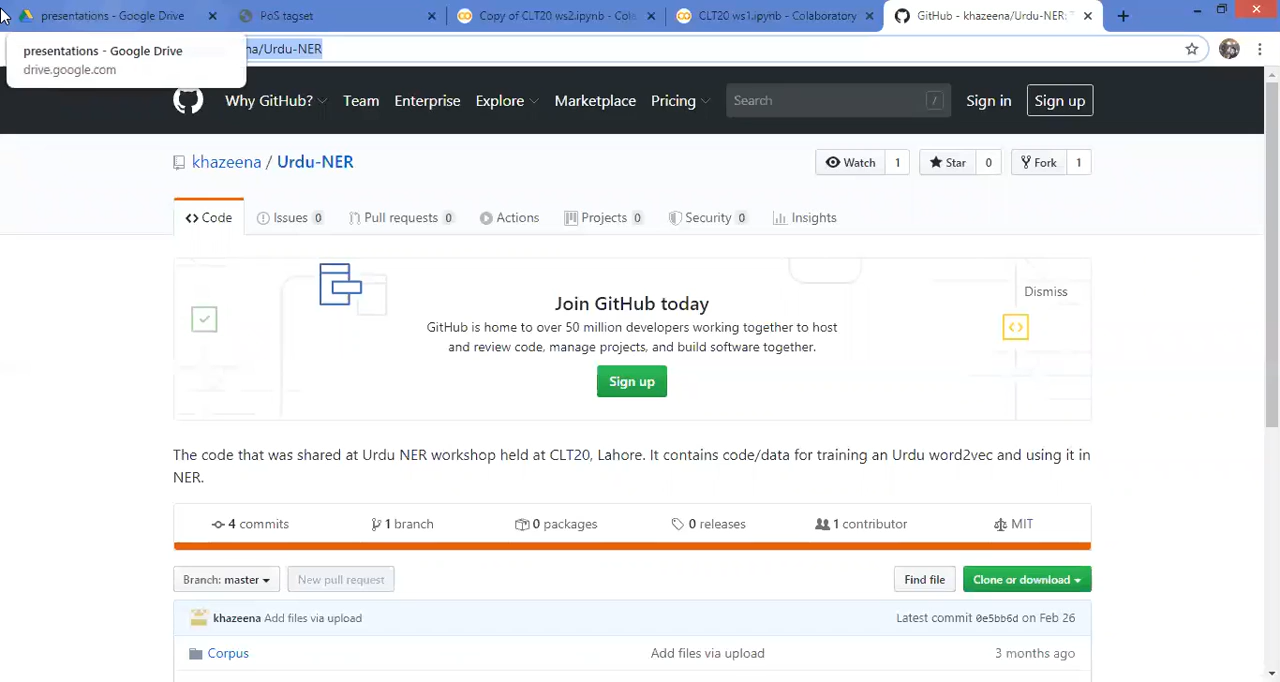 presentations - Google Drive
PoS tagset
Copy of CLT20 ws2.ipynb - Cola
CLT20 ws1.ipynb - Colaboratory
GitHub - khazeena/Urdu-NER: T
presentations - Google Drive
drive.google.com
na/Urdu-NER
Why GitHub?
Team
Enterprise
Explore
Marketplace
Pricing
Search /
Sign in
Sign up
khazeena / Urdu-NER
Watch 1
Star 0
Fork 1
Code
Issues 0
Pull requests 0
Actions
Projects 0
Security 0
Insights
Join GitHub today
Dismiss
GitHub is home to over 50 million developers working together to host
and review code, manage projects, and build software together.
Sign up
The code that was shared at Urdu NER workshop held at CLT20, Lahore. It contains code/data for training an Urdu word2vec and using it in
NER.
4 commits
1 branch
0 packages
0 releases
1 contributor
MIT
Branch: master
New pull request
Find file
Clone or download
khazeena Add files via upload
Latest commit 0e5bb6d on Feb 26
Corpus
Add files via upload
3 months ago